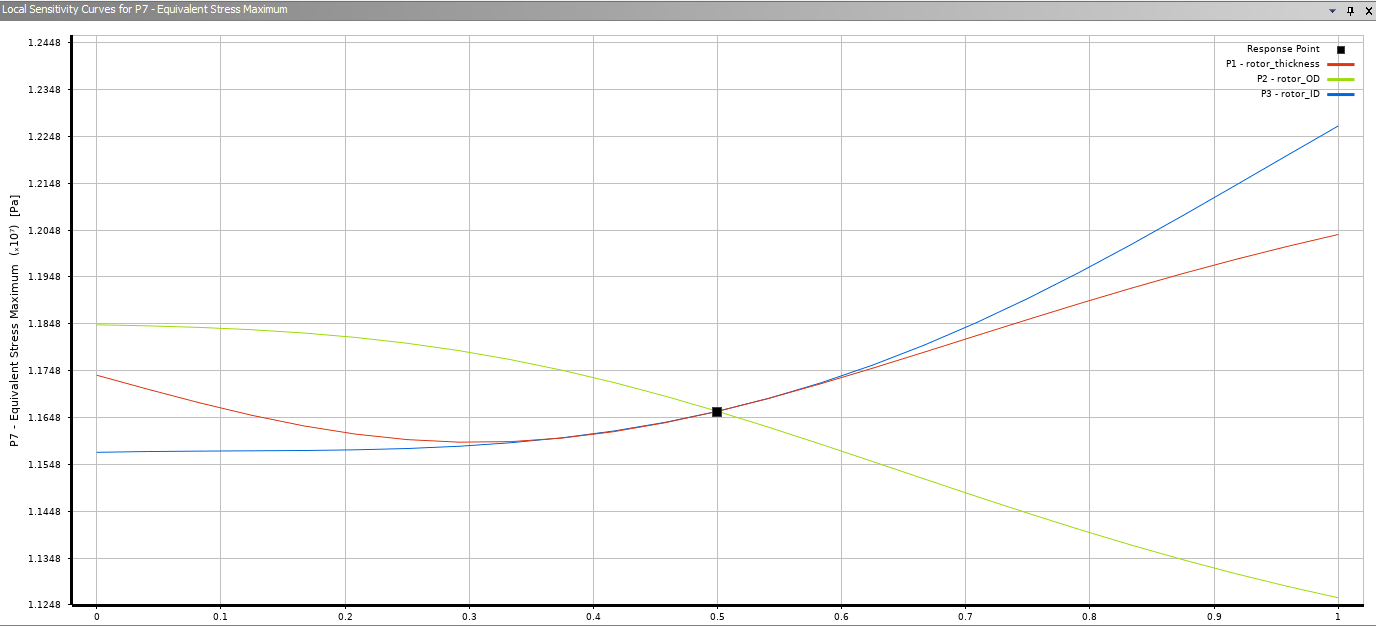 Local Sensitivity Curves for P7 - Equivalent Stress Maximum
Response Point
P1 - rotor_thickness
P2 - rotor_OD
P3 - rotor_ID
P7 - Equivalent Stress Maximum (x10⁷) [Pa]
1.2448
1.2348
1.2248
1.2148
1.2048
1.1948
1.1848
1.1748
1.1648
1.1548
1.1448
1.1348
1.1248
0 0.1 0.2 0.3 0.4 0.5 0.6 0.7 0.8 0.9 1